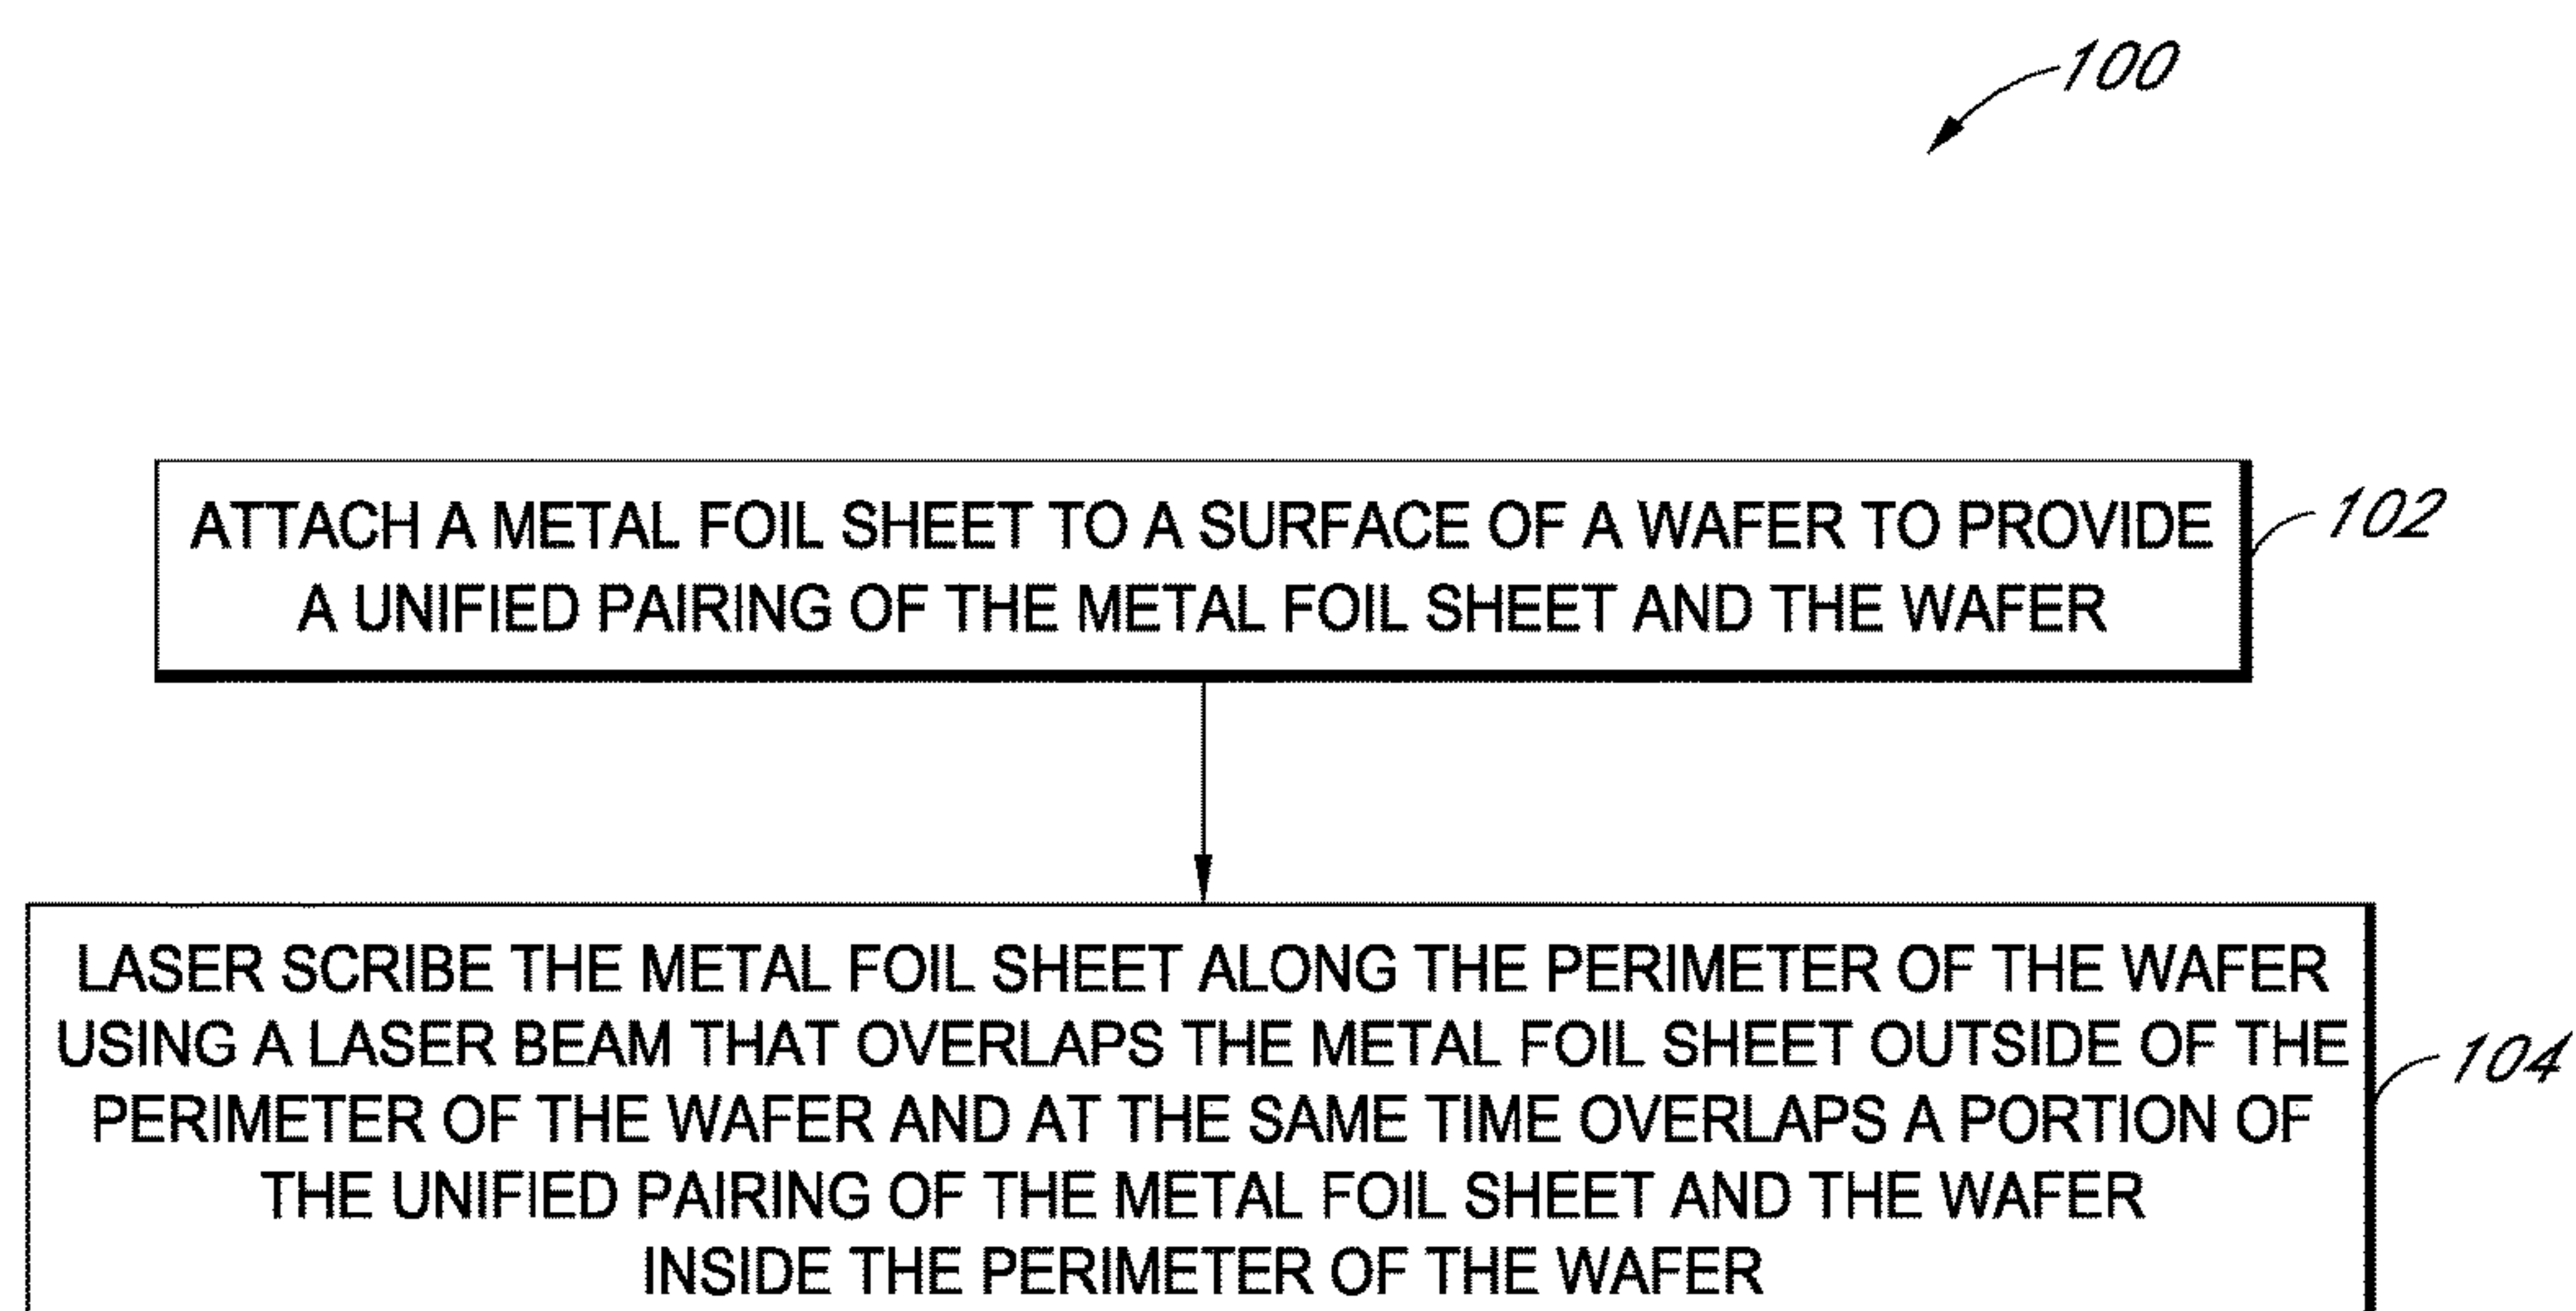 100
ATTACH A METAL FOIL SHEET TO A SURFACE OF A WAFER TO PROVIDE
A UNIFIED PAIRING OF THE METAL FOIL SHEET AND THE WAFER
102
LASER SCRIBE THE METAL FOIL SHEET ALONG THE PERIMETER OF THE WAFER
USING A LASER BEAM THAT OVERLAPS THE METAL FOIL SHEET OUTSIDE OF THE
PERIMETER OF THE WAFER AND AT THE SAME TIME OVERLAPS A PORTION OF
THE UNIFIED PAIRING OF THE METAL FOIL SHEET AND THE WAFER
INSIDE THE PERIMETER OF THE WAFER
104